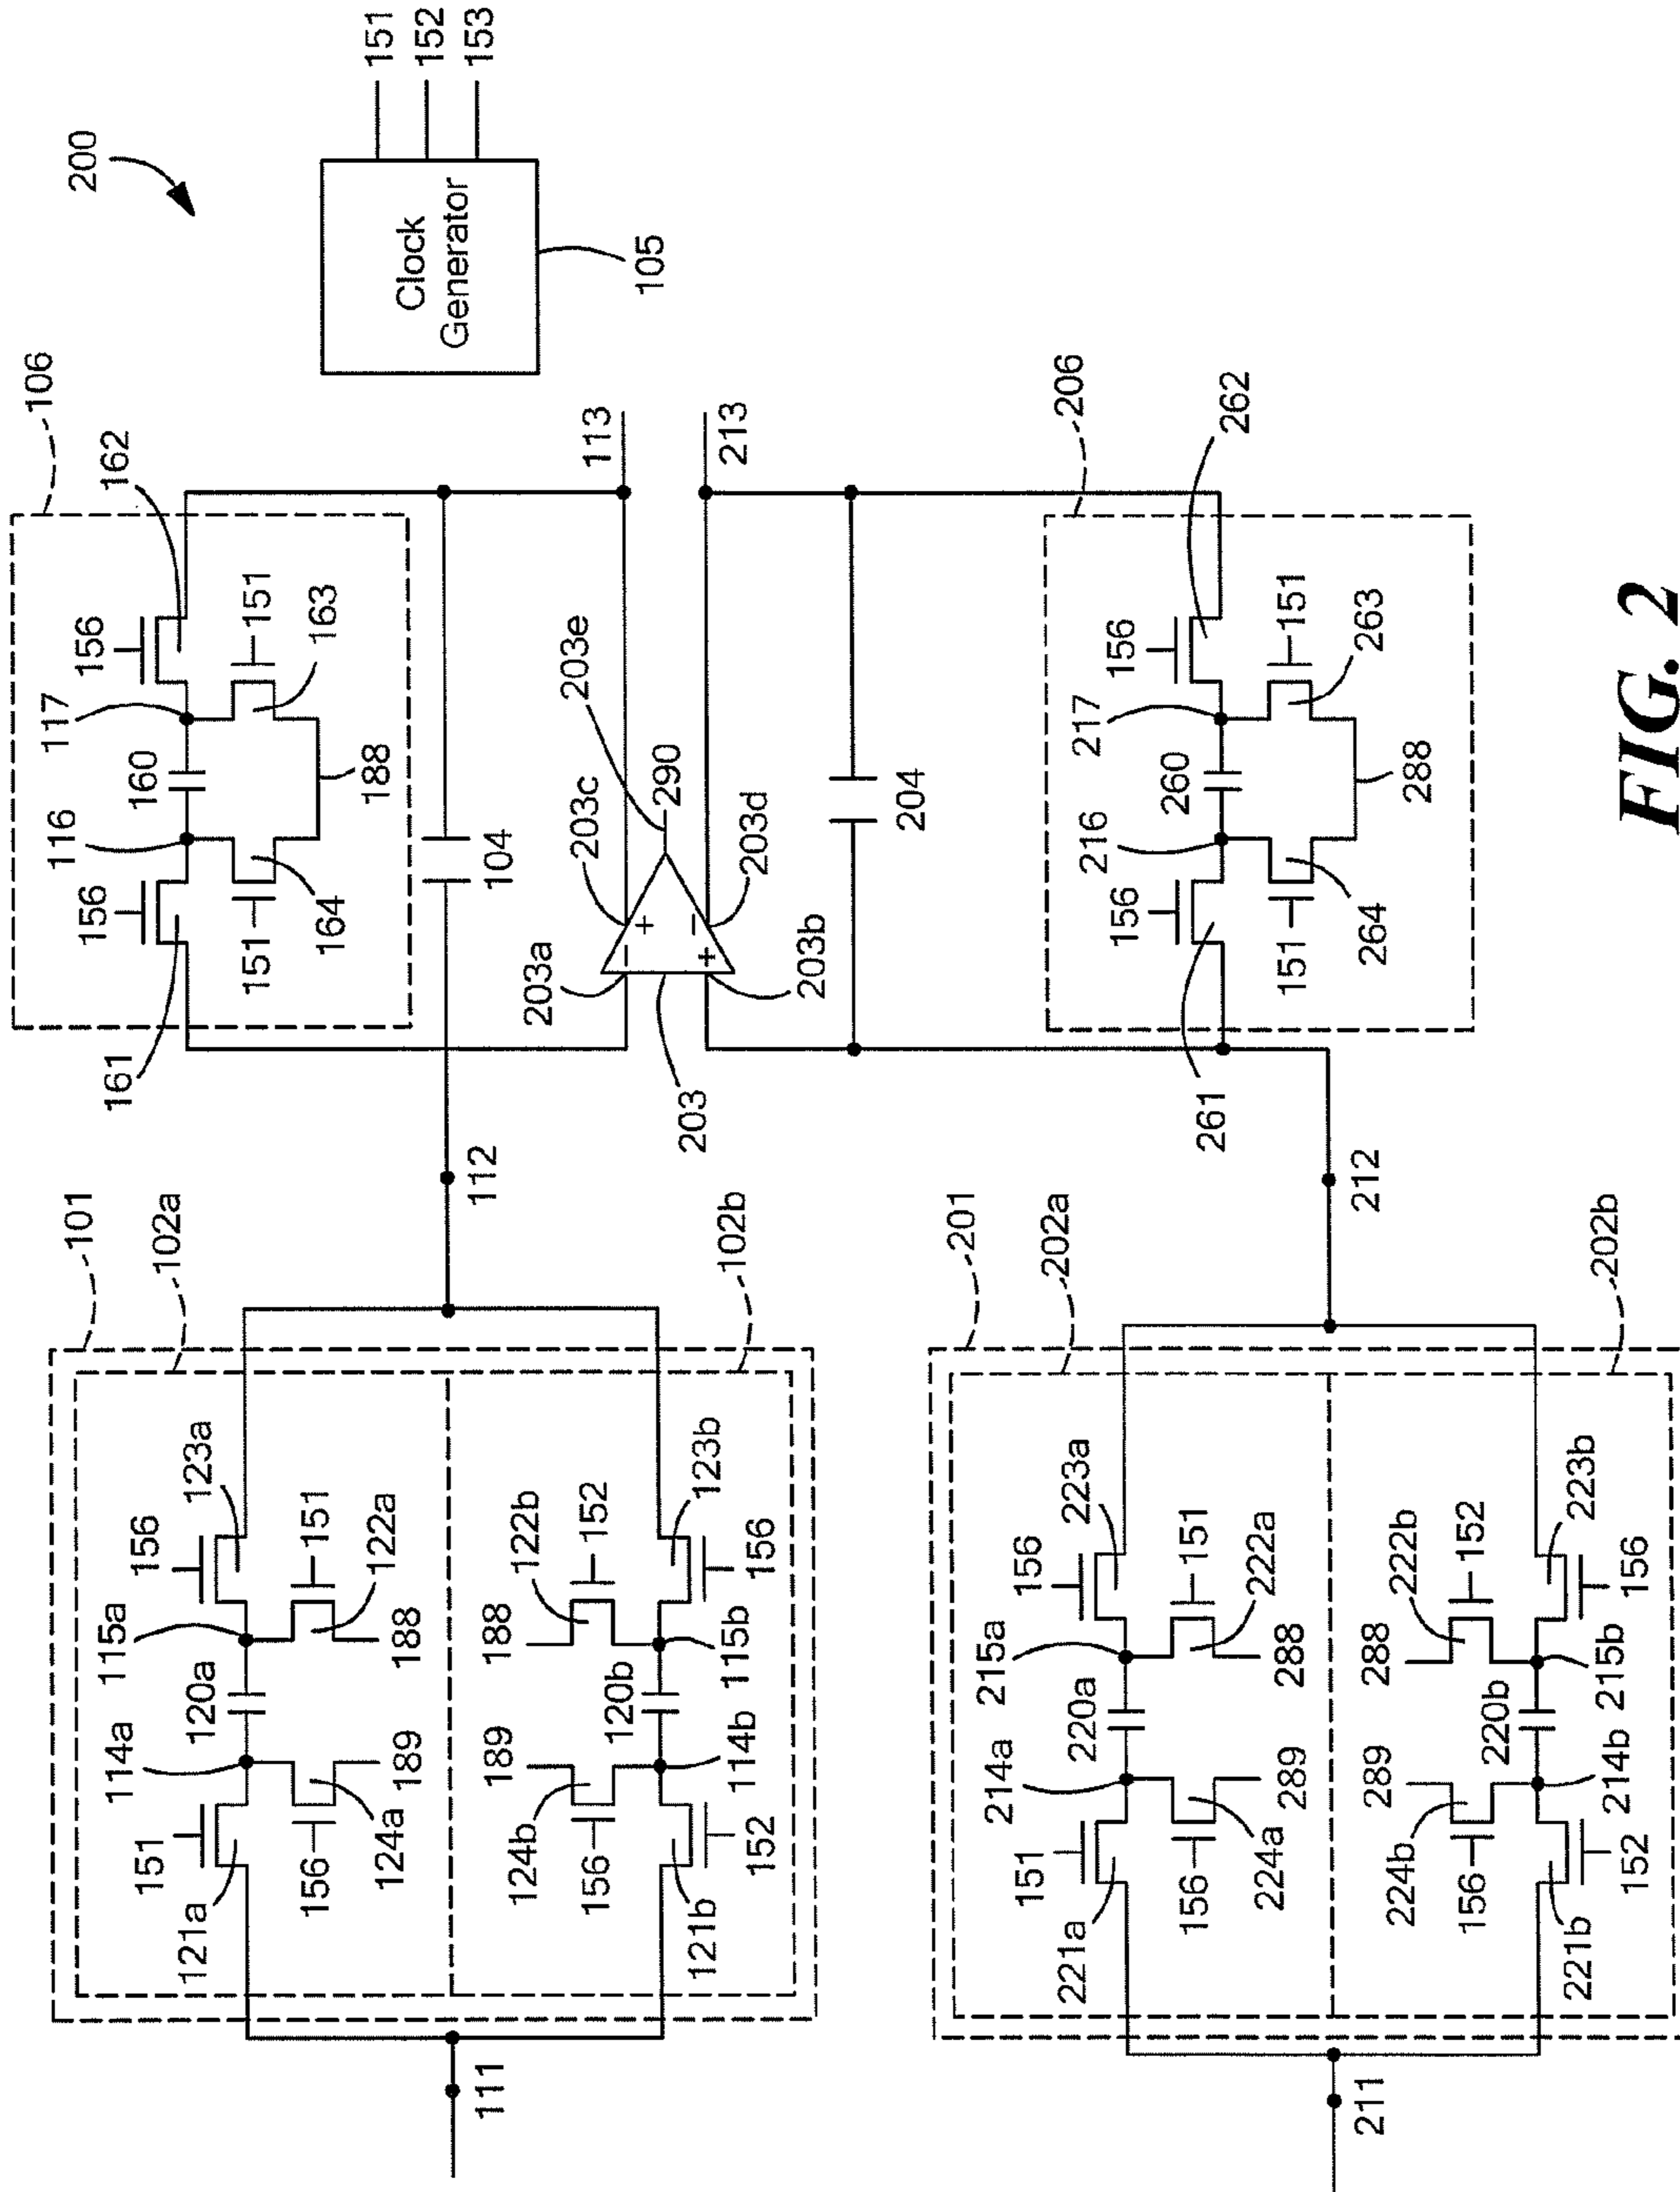 200
151
152
153
Clock
Generator
105
106
162
156
117
151
163
160
188
116
156
151
164
161
104
113
213
203c
203e
290
203a
+
−
−
+
203d
203b
203
204
206
262
156
217
151
263
260
288
216
156
151
264
261
112
212
101
102a
102b
123a
156
115a
151
122a
188
120a
114a
189
151
156
124a
121a
122b
152
123b
156
188
115b
120b
189
114b
124b
156
152
121b
111
201
202a
202b
223a
156
215a
151
222a
288
220a
214a
289
151
156
224a
221a
222b
152
223b
156
288
215b
220b
289
214b
224b
156
152
221b
211
FIG. 2